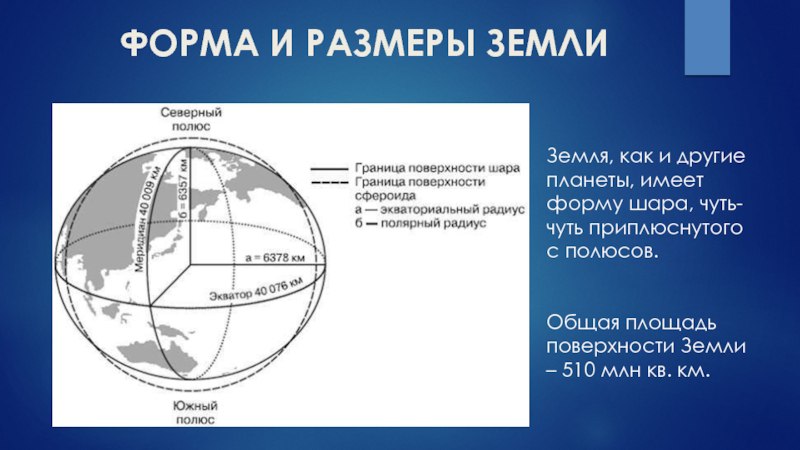 ФОРМА И РАЗМЕРЫ ЗЕМЛИ
Северный
полюс
Меридиан 40 009 км
б = 6357 км
а = 6378 км
Экватор 40 076 км
Южный
полюс
Граница поверхности шара
Граница поверхности
сфероида
а — экваториальный радиус
б — полярный радиус
Земля, как и другие
планеты, имеет
форму шара, чуть-
чуть приплюснутого
с полюсов.
Общая площадь
поверхности Земли
– 510 млн кв. км.